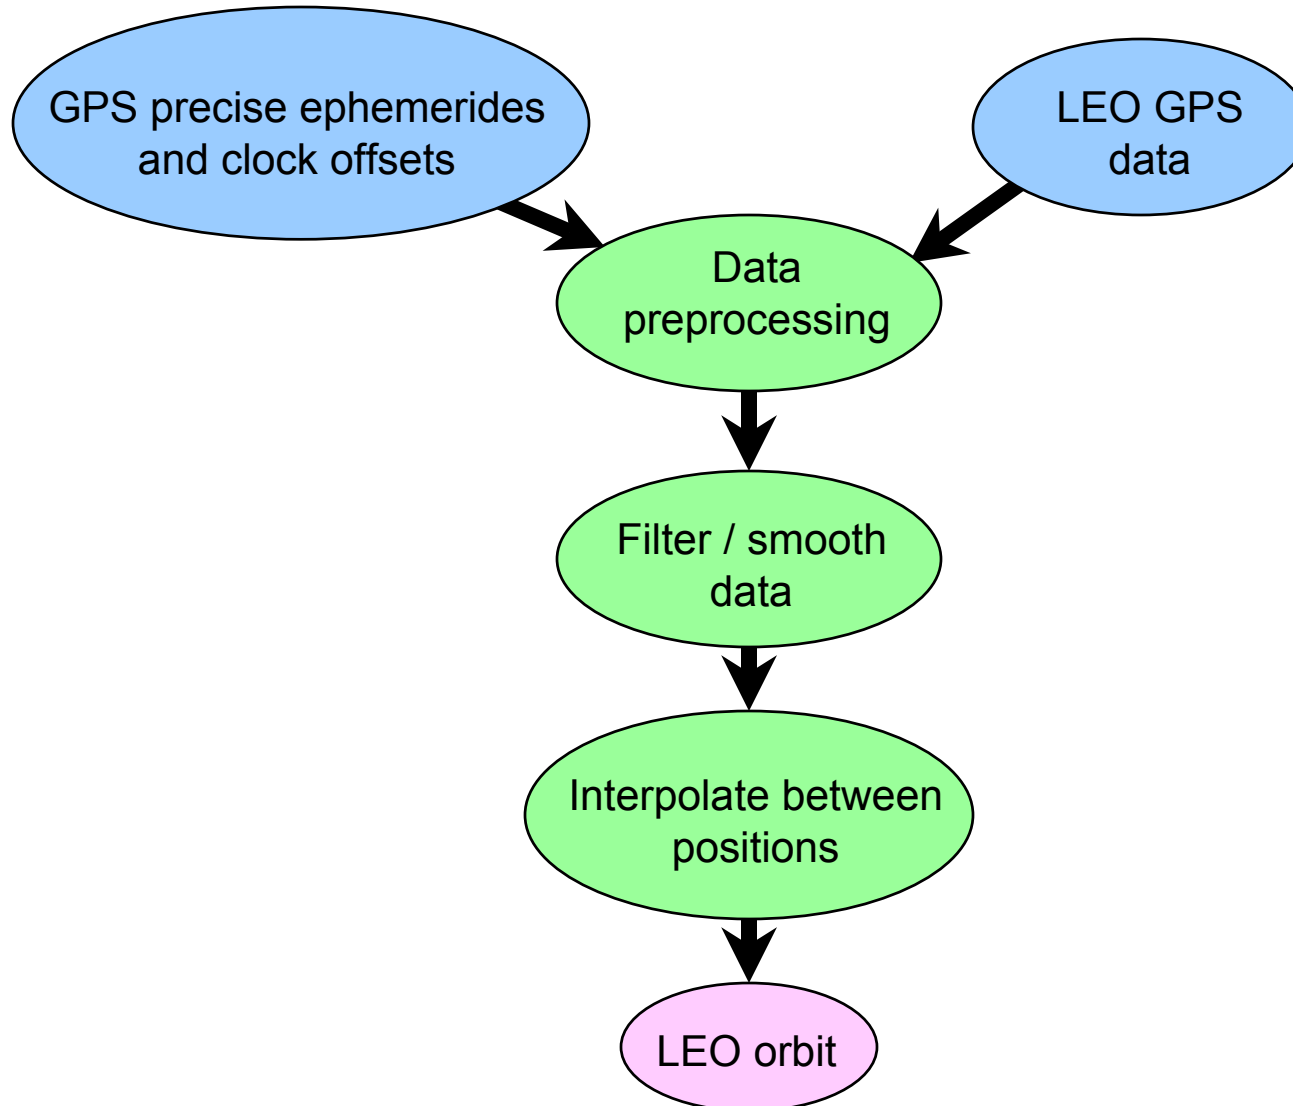 GPS precise ephemerides
and clock offsets
LEO GPS
data
Data
preprocessing
Filter / smooth
data
Interpolate between
positions
LEO orbit